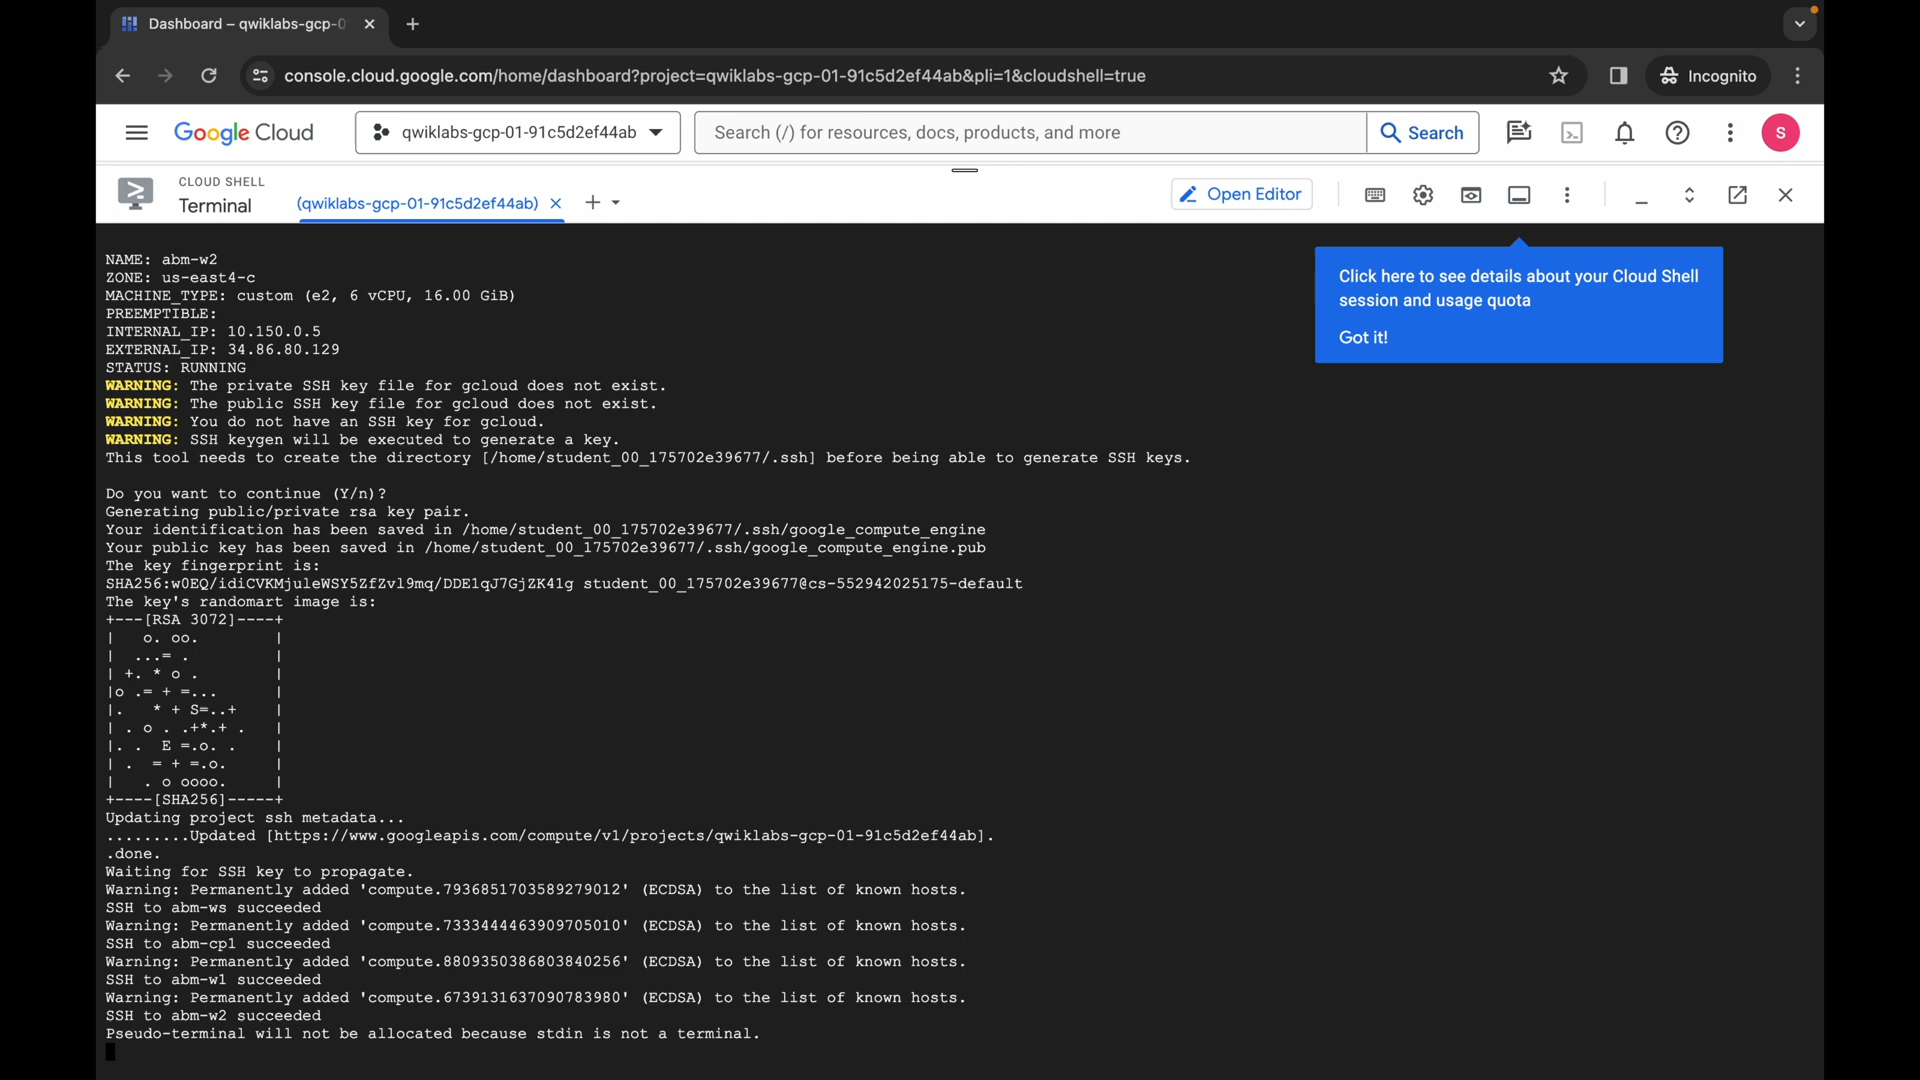 Dashboard – qwiklabs-gcp-0
console.cloud.google.com/home/dashboard?project=qwiklabs-gcp-01-91c5d2ef44ab&pli=1&cloudshell=true
Incognito
Google Cloud
qwiklabs-gcp-01-91c5d2ef44ab
Search (/) for resources, docs, products, and more
Search
S
CLOUD SHELL
Terminal
(qwiklabs-gcp-01-91c5d2ef44ab)
Open Editor
Click here to see details about your Cloud Shell
session and usage quota
Got it!
NAME: abm-w2
ZONE: us-east4-c
MACHINE_TYPE: custom (e2, 6 vCPU, 16.00 GiB)
PREEMPTIBLE:
INTERNAL_IP: 10.150.0.5
EXTERNAL_IP: 34.86.80.129
STATUS: RUNNING
WARNING: The private SSH key file for gcloud does not exist.
WARNING: The public SSH key file for gcloud does not exist.
WARNING: You do not have an SSH key for gcloud.
WARNING: SSH keygen will be executed to generate a key.
This tool needs to create the directory [/home/student_00_175702e39677/.ssh] before being able to generate SSH keys.
Do you want to continue (Y/n)?
Generating public/private rsa key pair.
Your identification has been saved in /home/student_00_175702e39677/.ssh/google_compute_engine
Your public key has been saved in /home/student_00_175702e39677/.ssh/google_compute_engine.pub
The key fingerprint is:
SHA256:w0EQ/idiCVKMjuleWSY5ZfZvl9mq/DDE1qJ7GjZK41g student_00_175702e39677@cs-552942025175-default
The key's randomart image is:
+---[RSA 3072]----+
|   o. oo.        |
|  ...= .         |
| +. * o .        |
|o .= + =...      |
|.   * + S=..+    |
| . o . .+*.+ .   |
|. .  E =.o. .    |
| .  = + =.o.     |
|   . o oooo.     |
+----[SHA256]-----+
Updating project ssh metadata...
.........Updated [https://www.googleapis.com/compute/v1/projects/qwiklabs-gcp-01-91c5d2ef44ab].
.done.
Waiting for SSH key to propagate.
Warning: Permanently added 'compute.7936851703589279012' (ECDSA) to the list of known hosts.
SSH to abm-ws succeeded
Warning: Permanently added 'compute.7333444463909705010' (ECDSA) to the list of known hosts.
SSH to abm-cp1 succeeded
Warning: Permanently added 'compute.8809350386803840256' (ECDSA) to the list of known hosts.
SSH to abm-w1 succeeded
Warning: Permanently added 'compute.6739131637090783980' (ECDSA) to the list of known hosts.
SSH to abm-w2 succeeded
Pseudo-terminal will not be allocated because stdin is not a terminal.